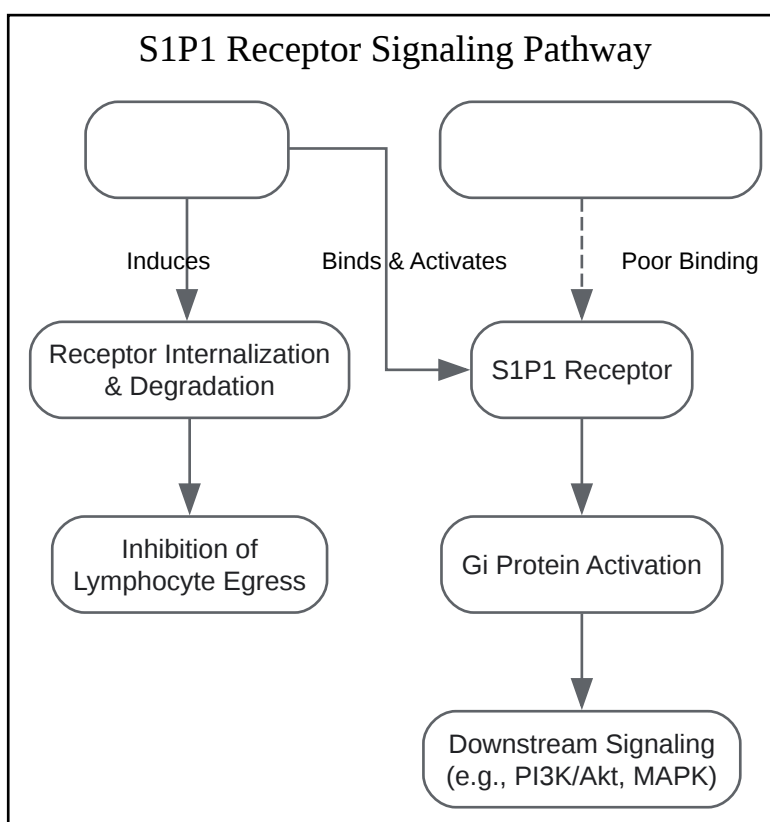 S1P1 Receptor Signaling Pathway
Induces
Binds & Activates
Poor Binding
Receptor Internalization
& Degradation
S1P1 Receptor
Inhibition of
Lymphocyte Egress
Gi Protein Activation
Downstream Signaling
(e.g., PI3K/Akt, MAPK)